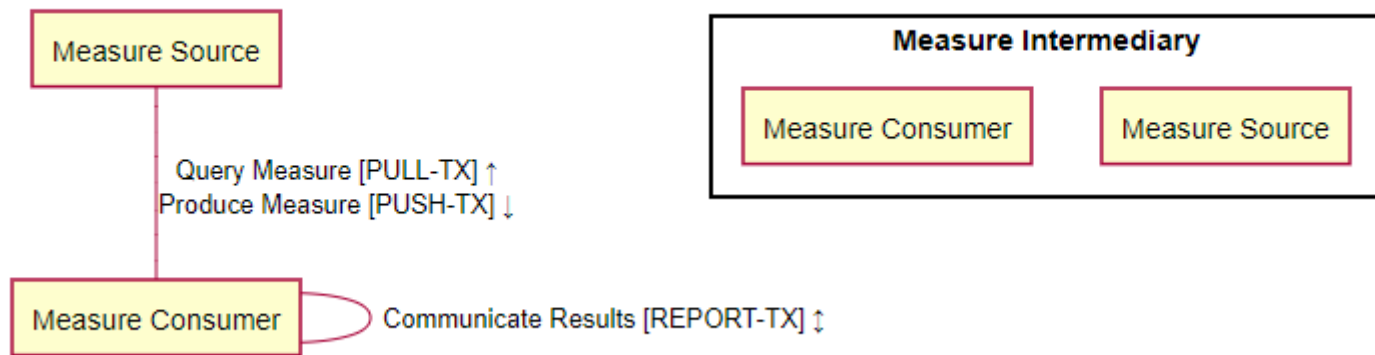 Measure Source
Measure Intermediary
Measure Consumer
Measure Source
Query Measure [PULL-TX] ↑
Produce Measure [PUSH-TX] ↓
Measure Consumer
Communicate Results [REPORT-TX] ↕